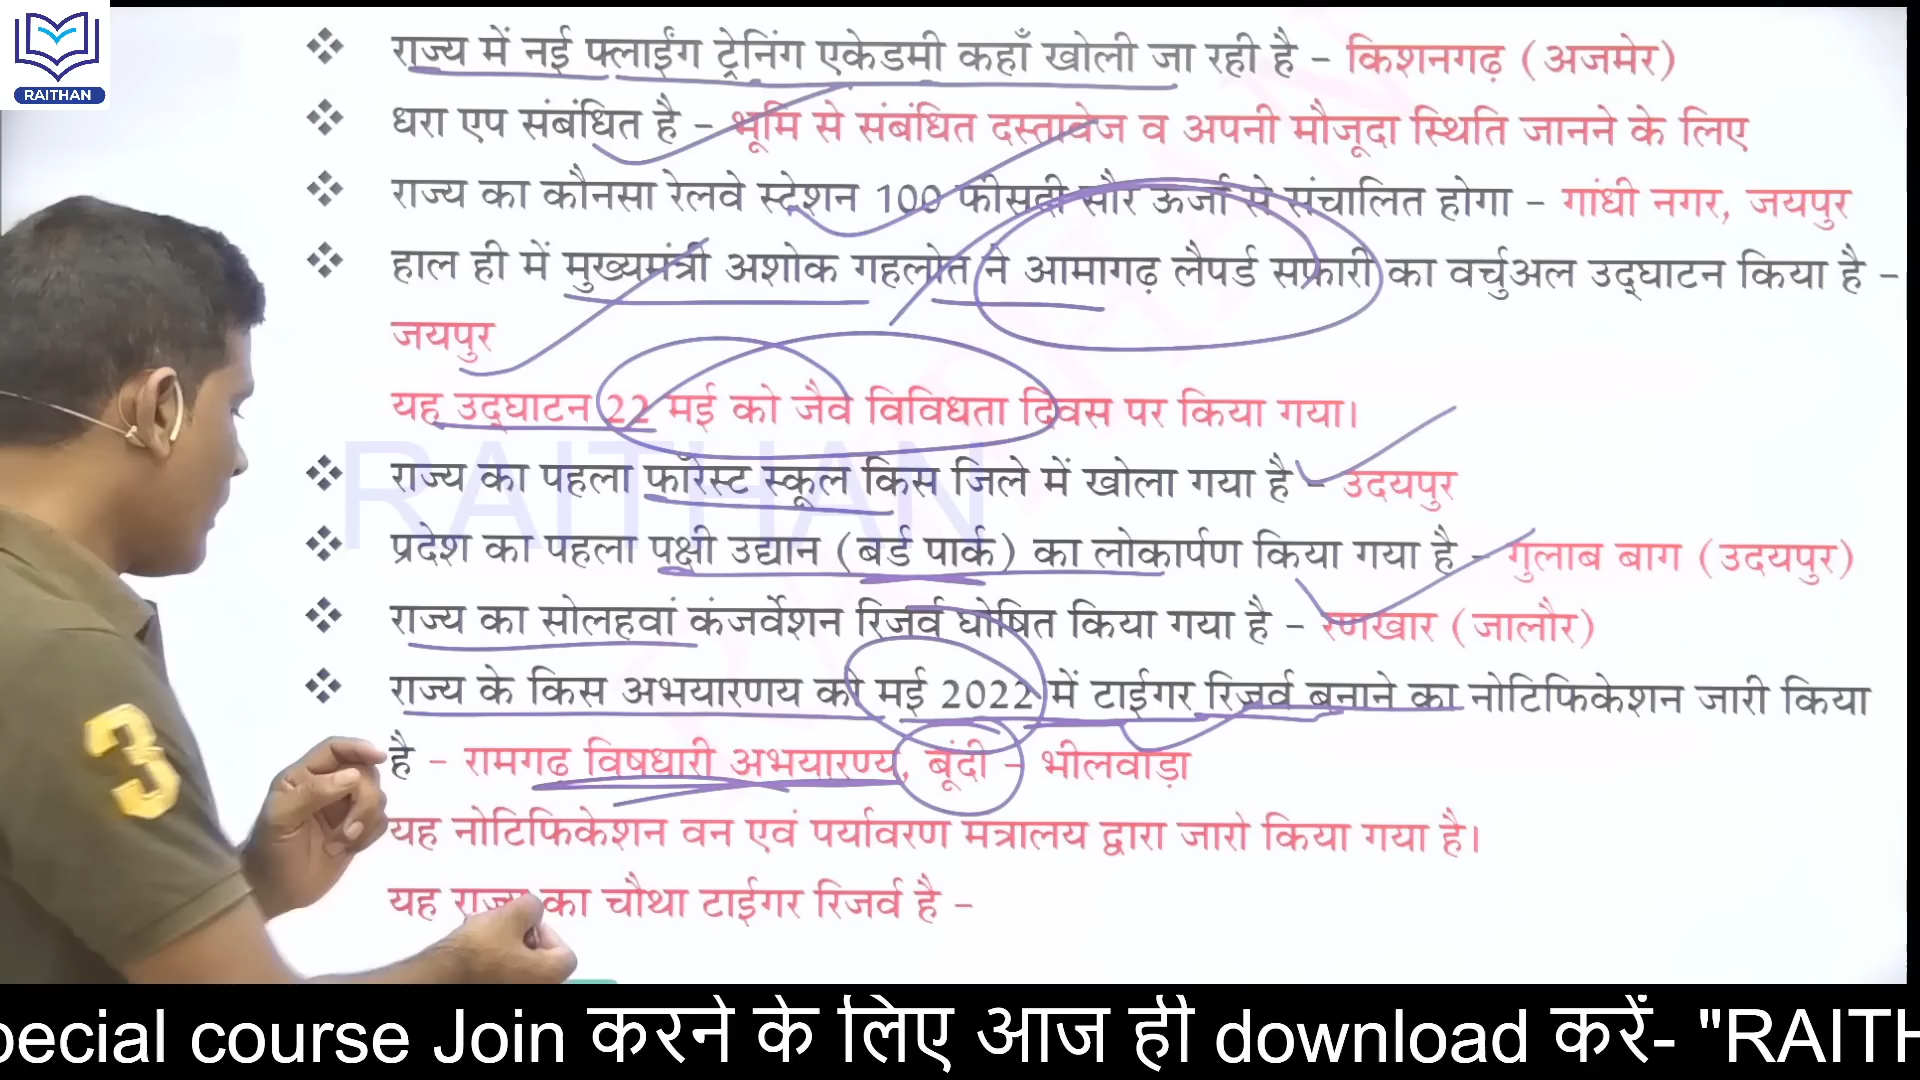 RAITHAN
❖ राज्य में नई फ्लाईंग ट्रेनिंग एकेडमी कहाँ खोली जा रही है – किशनगढ़ (अजमेर)
❖ धरा एप संबंधित है – भूमि से संबंधित दस्तावेज व अपनी मौजूदा स्थिति जानने के लिए
❖ राज्य का कौनसा रेलवे स्टेशन 100 फीसदी सौर ऊर्जा से संचालित होगा – गांधी नगर, जयपुर
❖ हाल ही में मुख्यमंत्री अशोक गहलोत ने आमागढ़ लैपर्ड सफारी का वर्चुअल उद्घाटन किया है –
जयपुर
यह उद्घाटन 22 मई को जैव विविधता दिवस पर किया गया।
❖ राज्य का पहला फॉरेस्ट स्कूल किस जिले में खोला गया है – उदयपुर
RAITHAN
❖ प्रदेश का पहला पक्षी उद्यान (बर्ड पार्क) का लोकार्पण किया गया है – गुलाब बाग (उदयपुर)
❖ राज्य का सोलहवां कंजर्वेशन रिजर्व घोषित किया गया है – रणखार (जालौर)
❖ राज्य के किस अभयारणय को मई 2022 में टाईगर रिजर्व बनाने का नोटिफिकेशन जारी किया
है – रामगढ विषधारी अभयारण्य, बूंदी – भीलवाड़ा
यह नोटिफिकेशन वन एवं पर्यावरण मत्रालय द्वारा जारी किया गया है।
यह राज्य का चौथा टाईगर रिजर्व है –
3
pecial course Join करने के लिए आज ही download करें- "RAITH